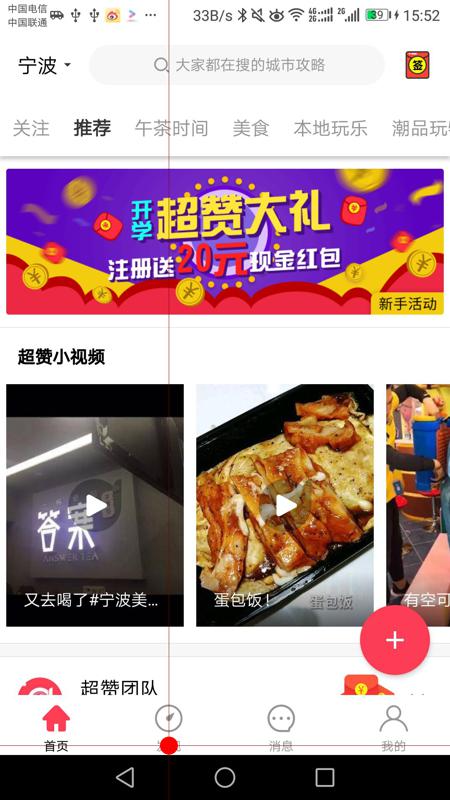 中国电信
中国联通
33B/s
4G
2G
2G
39
15:52
宁波
大家都在搜的城市攻略
签
关注 推荐 午茶时间 美食 本地玩乐 潮品玩
开学
超赞大礼
注册送20元现金红包
新手活动
超赞小视频
答案
ANSWER TEA
又去喝了#宁波美...
蛋包饭！
蛋包饭
有空可
+
超赞团队
首页
消息
我的